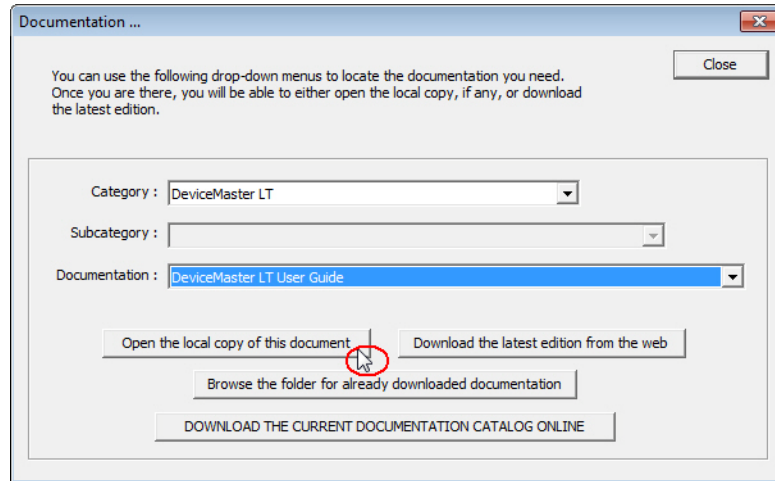 Documentation ...
Close
You can use the following drop-down menus to locate the documentation you need.
Once you are there, you will be able to either open the local copy, if any, or download
the latest edition.
Category : DeviceMaster LT
Subcategory :
Documentation : DeviceMaster LT User Guide
Open the local copy of this document Download the latest edition from the web
Browse the folder for already downloaded documentation
DOWNLOAD THE CURRENT DOCUMENTATION CATALOG ONLINE